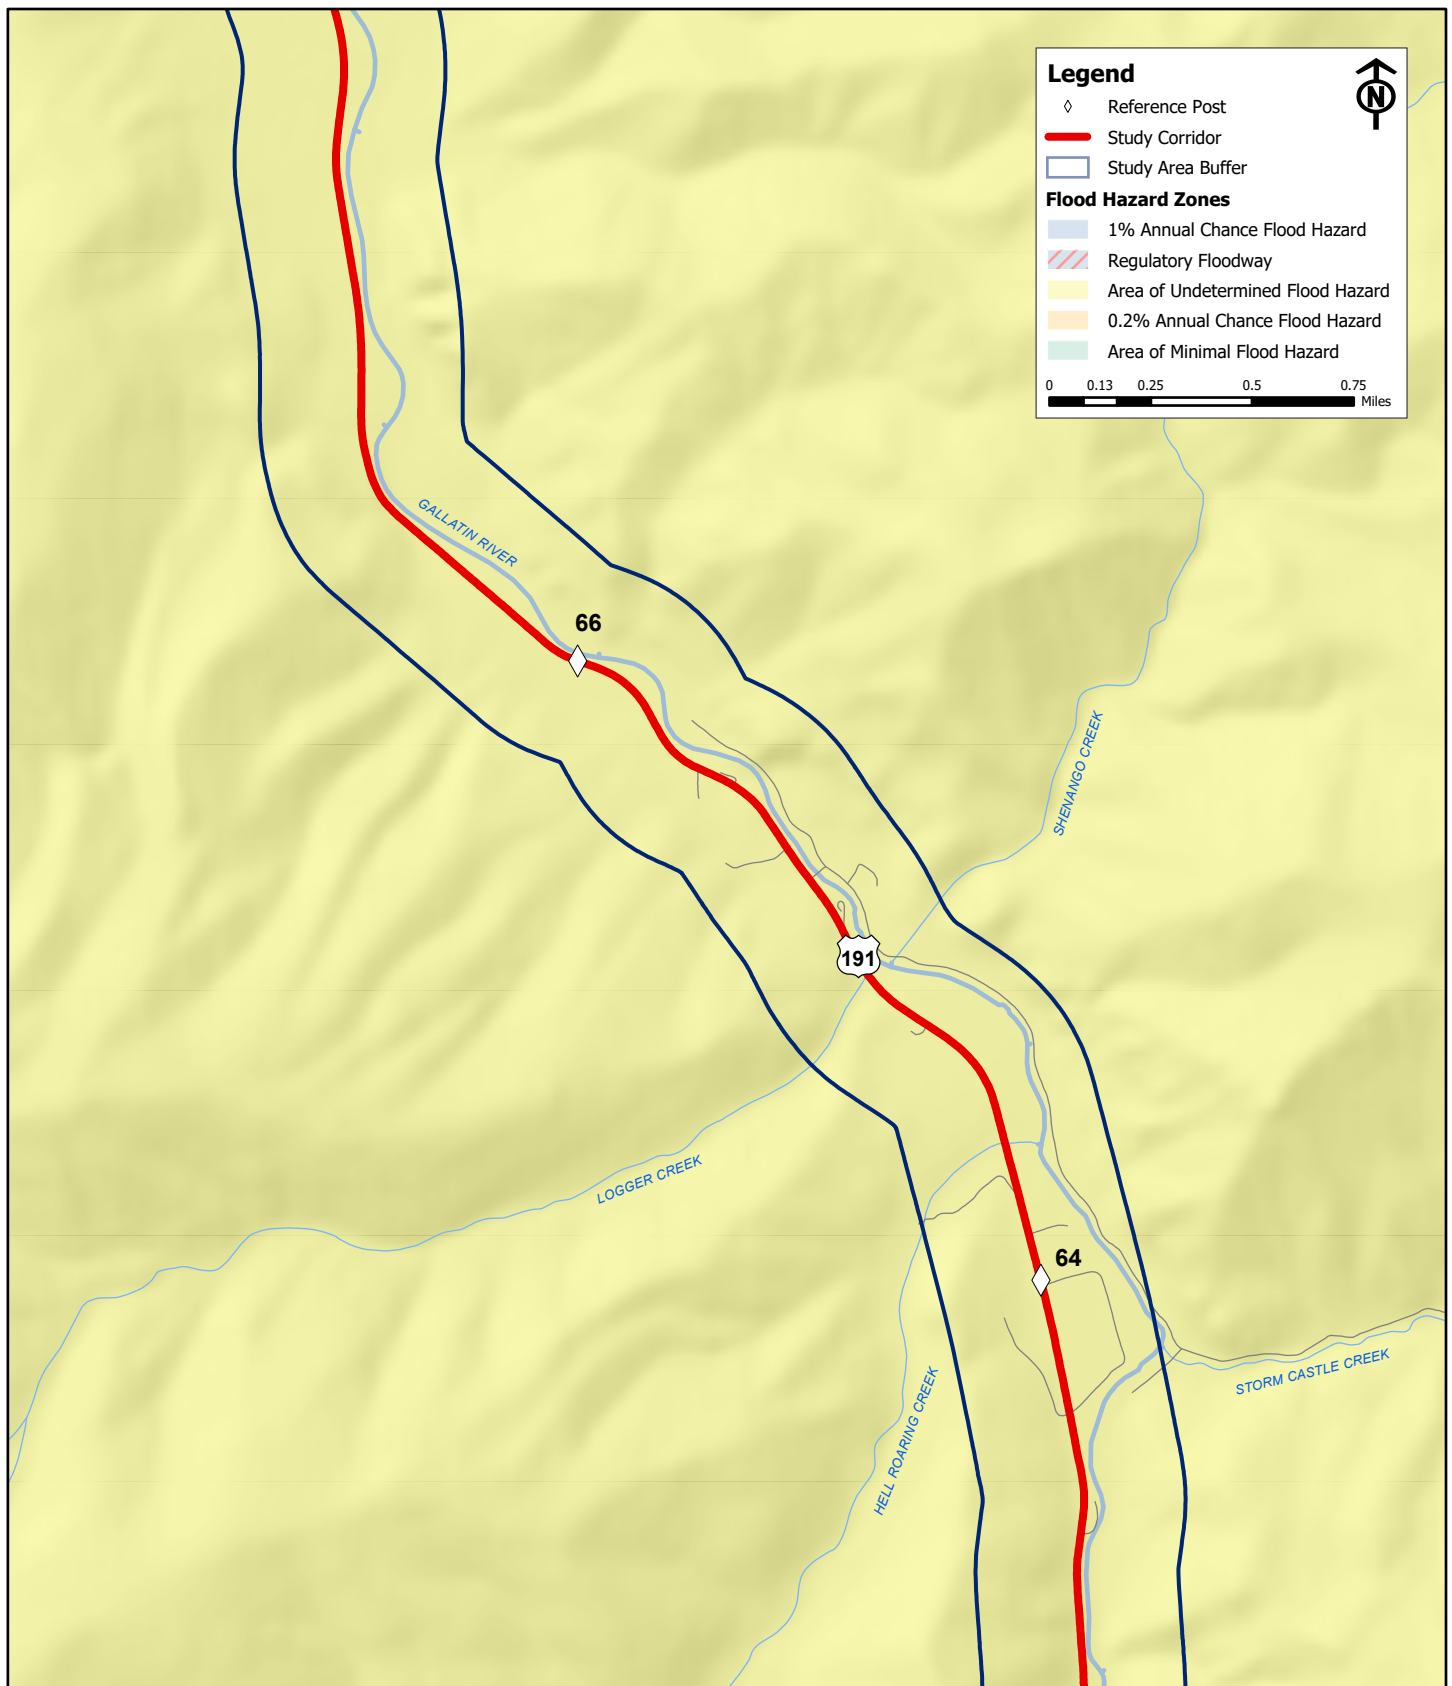 Legend
N
Reference Post
Study Corridor
Study Area Buffer
Flood Hazard Zones
1% Annual Chance Flood Hazard
Regulatory Floodway
Area of Undetermined Flood Hazard
0.2% Annual Chance Flood Hazard
Area of Minimal Flood Hazard
0 0.13 0.25 0.5 0.75
Miles
GALLATIN RIVER
66
SHENANGO CREEK
191
LOGGER CREEK
64
STORM CASTLE CREEK
HELL ROARING CREEK